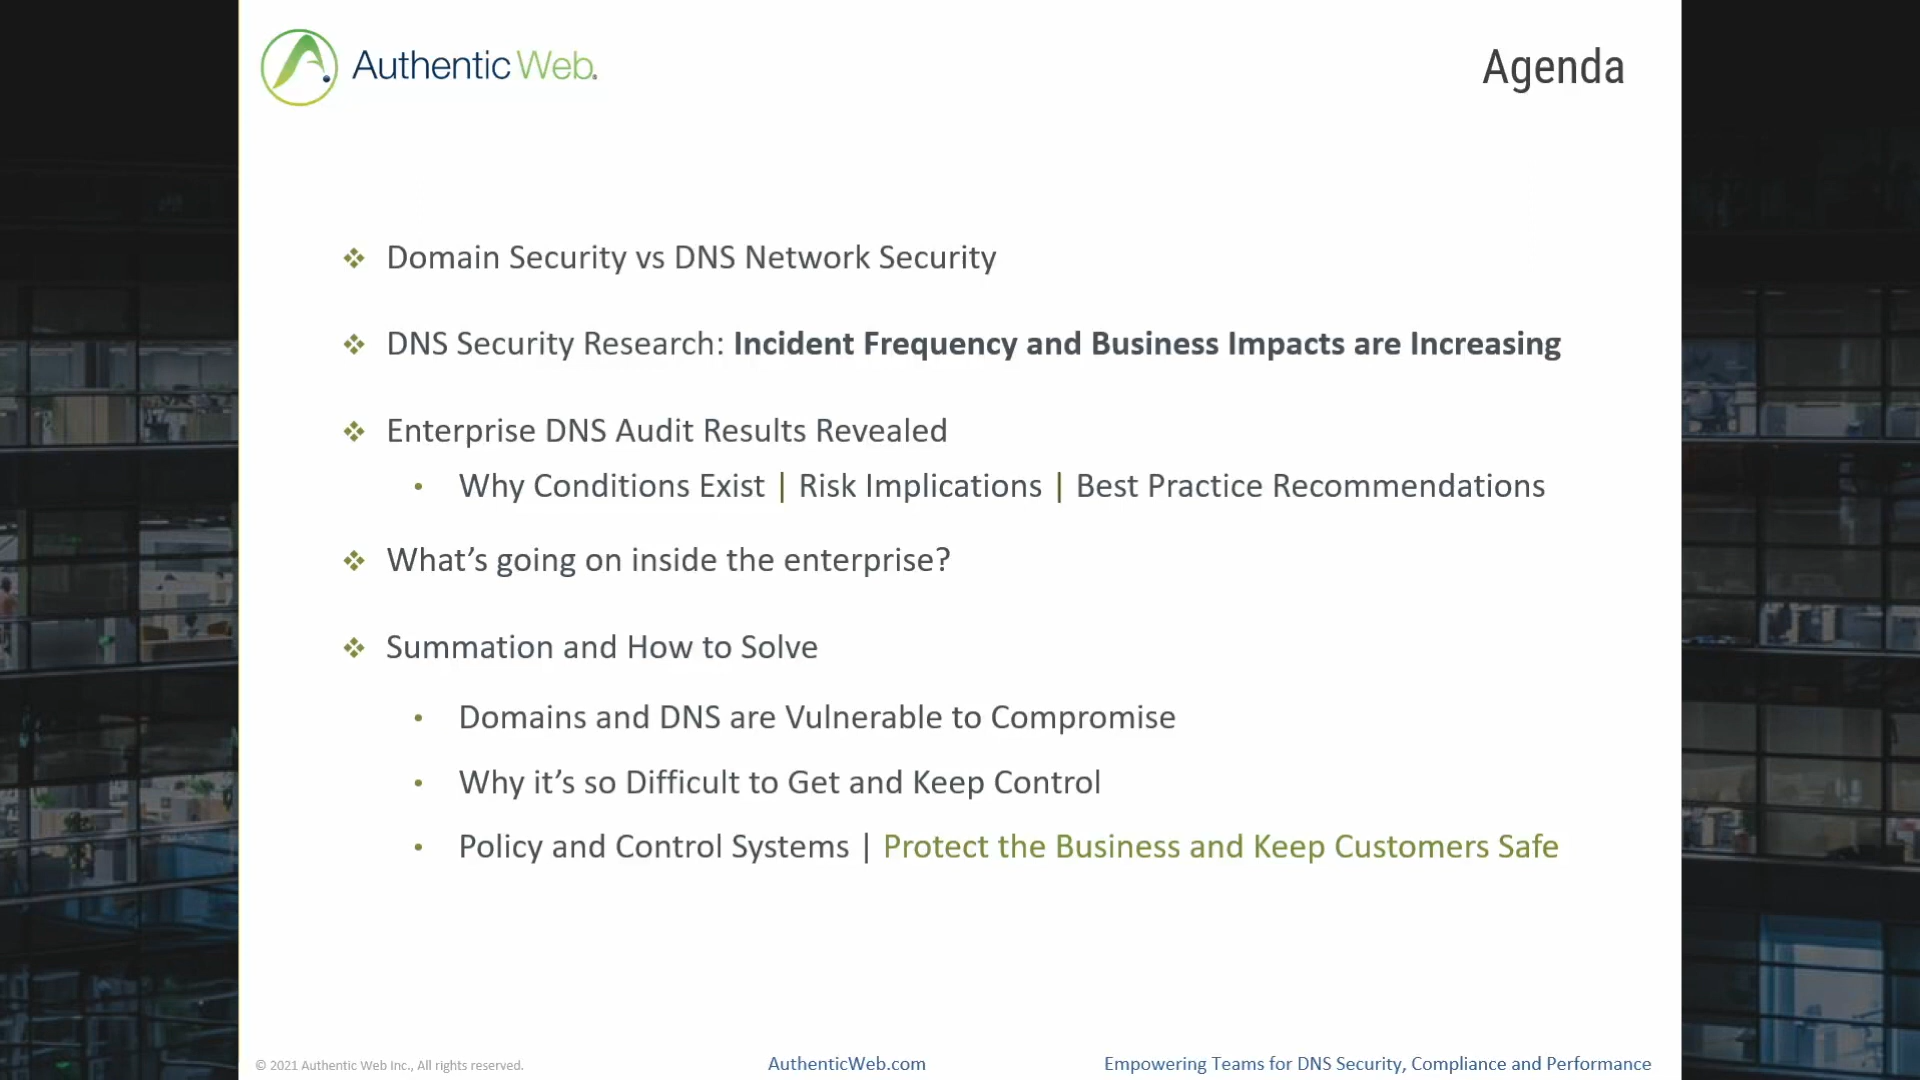 Authentic Web.
Agenda
❖ Domain Security vs DNS Network Security
❖ DNS Security Research: Incident Frequency and Business Impacts are Increasing
❖ Enterprise DNS Audit Results Revealed
• Why Conditions Exist | Risk Implications | Best Practice Recommendations
❖ What’s going on inside the enterprise?
❖ Summation and How to Solve
• Domains and DNS are Vulnerable to Compromise
• Why it’s so Difficult to Get and Keep Control
• Policy and Control Systems | Protect the Business and Keep Customers Safe
© 2021 Authentic Web Inc., All rights reserved.
AuthenticWeb.com
Empowering Teams for DNS Security, Compliance and Performance